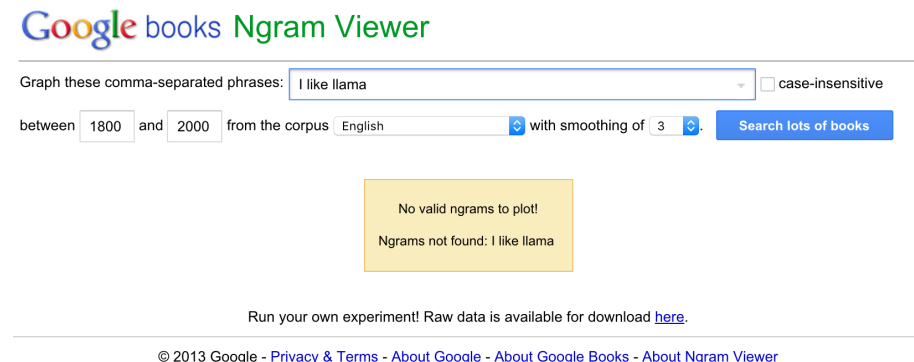 Google books Ngram Viewer
Graph these comma-separated phrases: I like llama case-insensitive
between 1800 and 2000 from the corpus English with smoothing of 3 . Search lots of books
No valid ngrams to plot!
Ngrams not found: I like llama
Run your own experiment! Raw data is available for download here.
© 2013 Google - Privacy & Terms - About Google - About Google Books - About Ngram Viewer